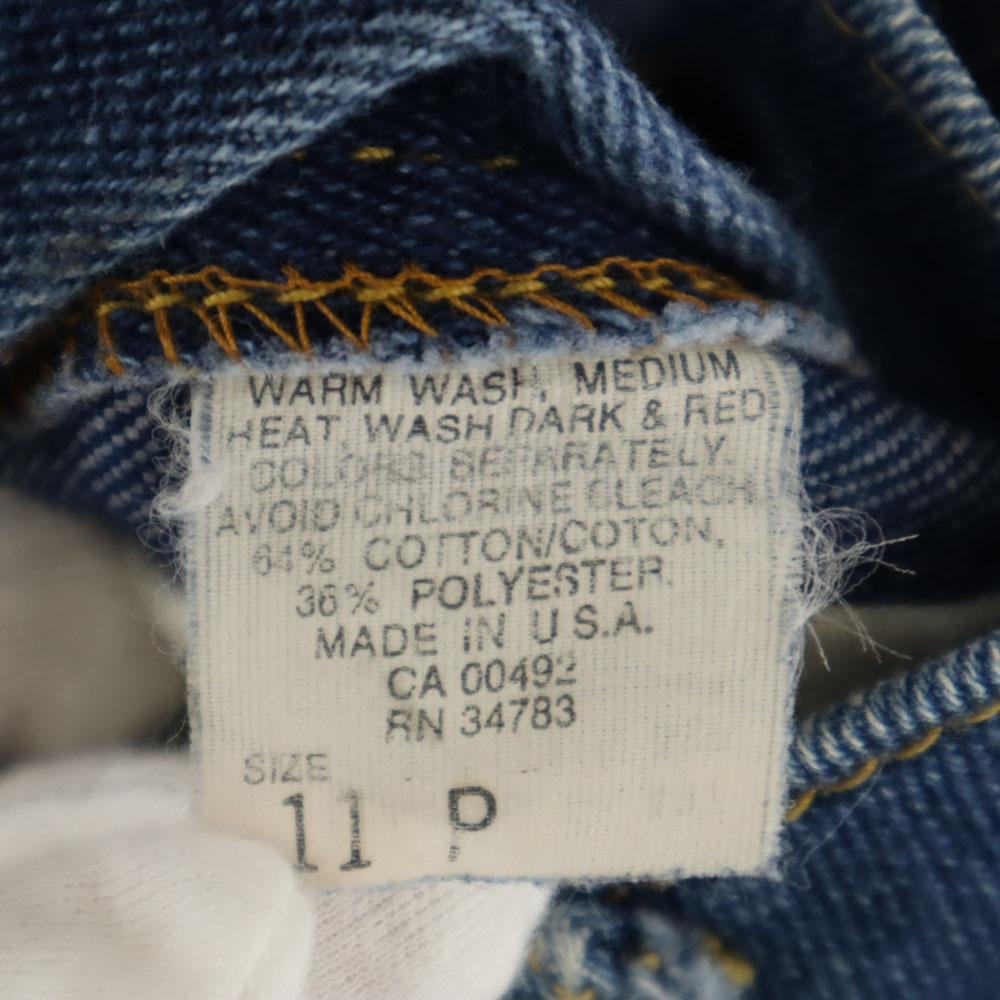 WARM WASH, MEDIUM
HEAT, WASH DARK & RED
COLORS SEPARATELY.
AVOID CHLORINE BLEACH.
64% COTTON/COTON,
36% POLYESTER.
MADE IN U.S.A.
CA 00492
RN 34783
SIZE
11 P